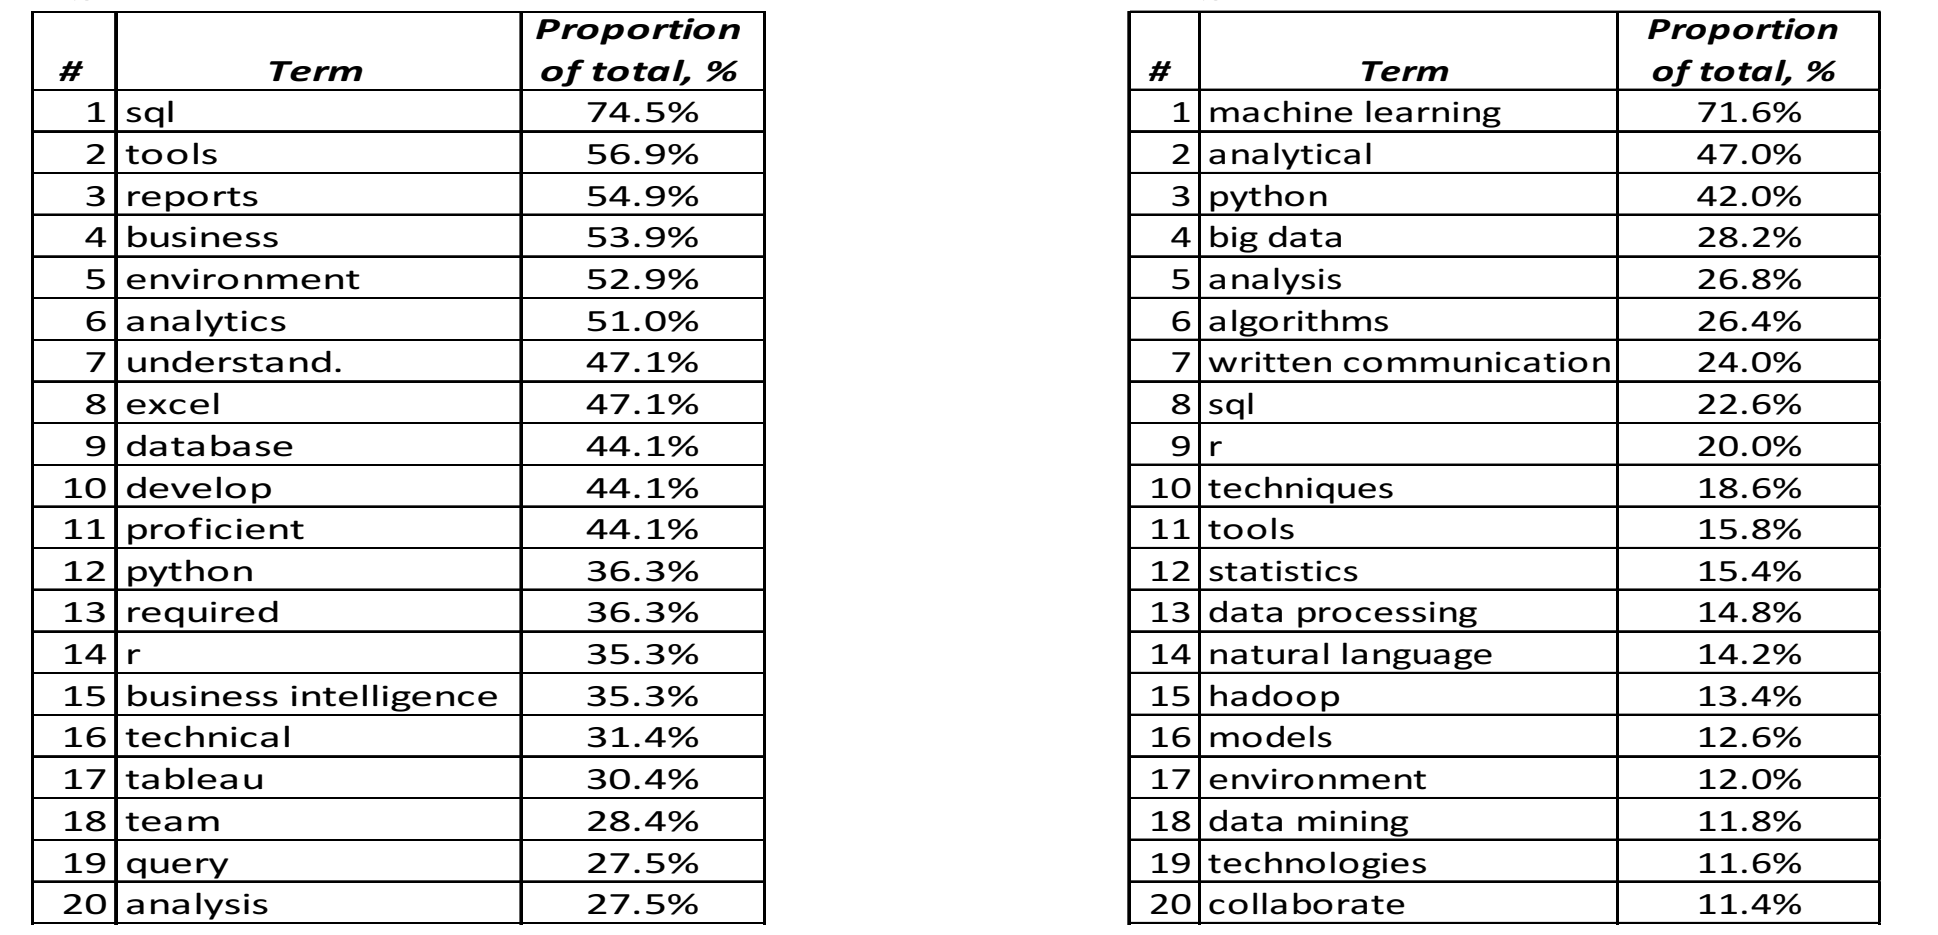 Proportion
# Term of total, %
1 sql 74.5%
2 tools 56.9%
3 reports 54.9%
4 business 53.9%
5 environment 52.9%
6 analytics 51.0%
7 understand. 47.1%
8 excel 47.1%
9 database 44.1%
10 develop 44.1%
11 proficient 44.1%
12 python 36.3%
13 required 36.3%
14 r 35.3%
15 business intelligence 35.3%
16 technical 31.4%
17 tableau 30.4%
18 team 28.4%
19 query 27.5%
20 analysis 27.5%
Proportion
# Term of total, %
1 machine learning 71.6%
2 analytical 47.0%
3 python 42.0%
4 big data 28.2%
5 analysis 26.8%
6 algorithms 26.4%
7 written communication 24.0%
8 sql 22.6%
9 r 20.0%
10 techniques 18.6%
11 tools 15.8%
12 statistics 15.4%
13 data processing 14.8%
14 natural language 14.2%
15 hadoop 13.4%
16 models 12.6%
17 environment 12.0%
18 data mining 11.8%
19 technologies 11.6%
20 collaborate 11.4%